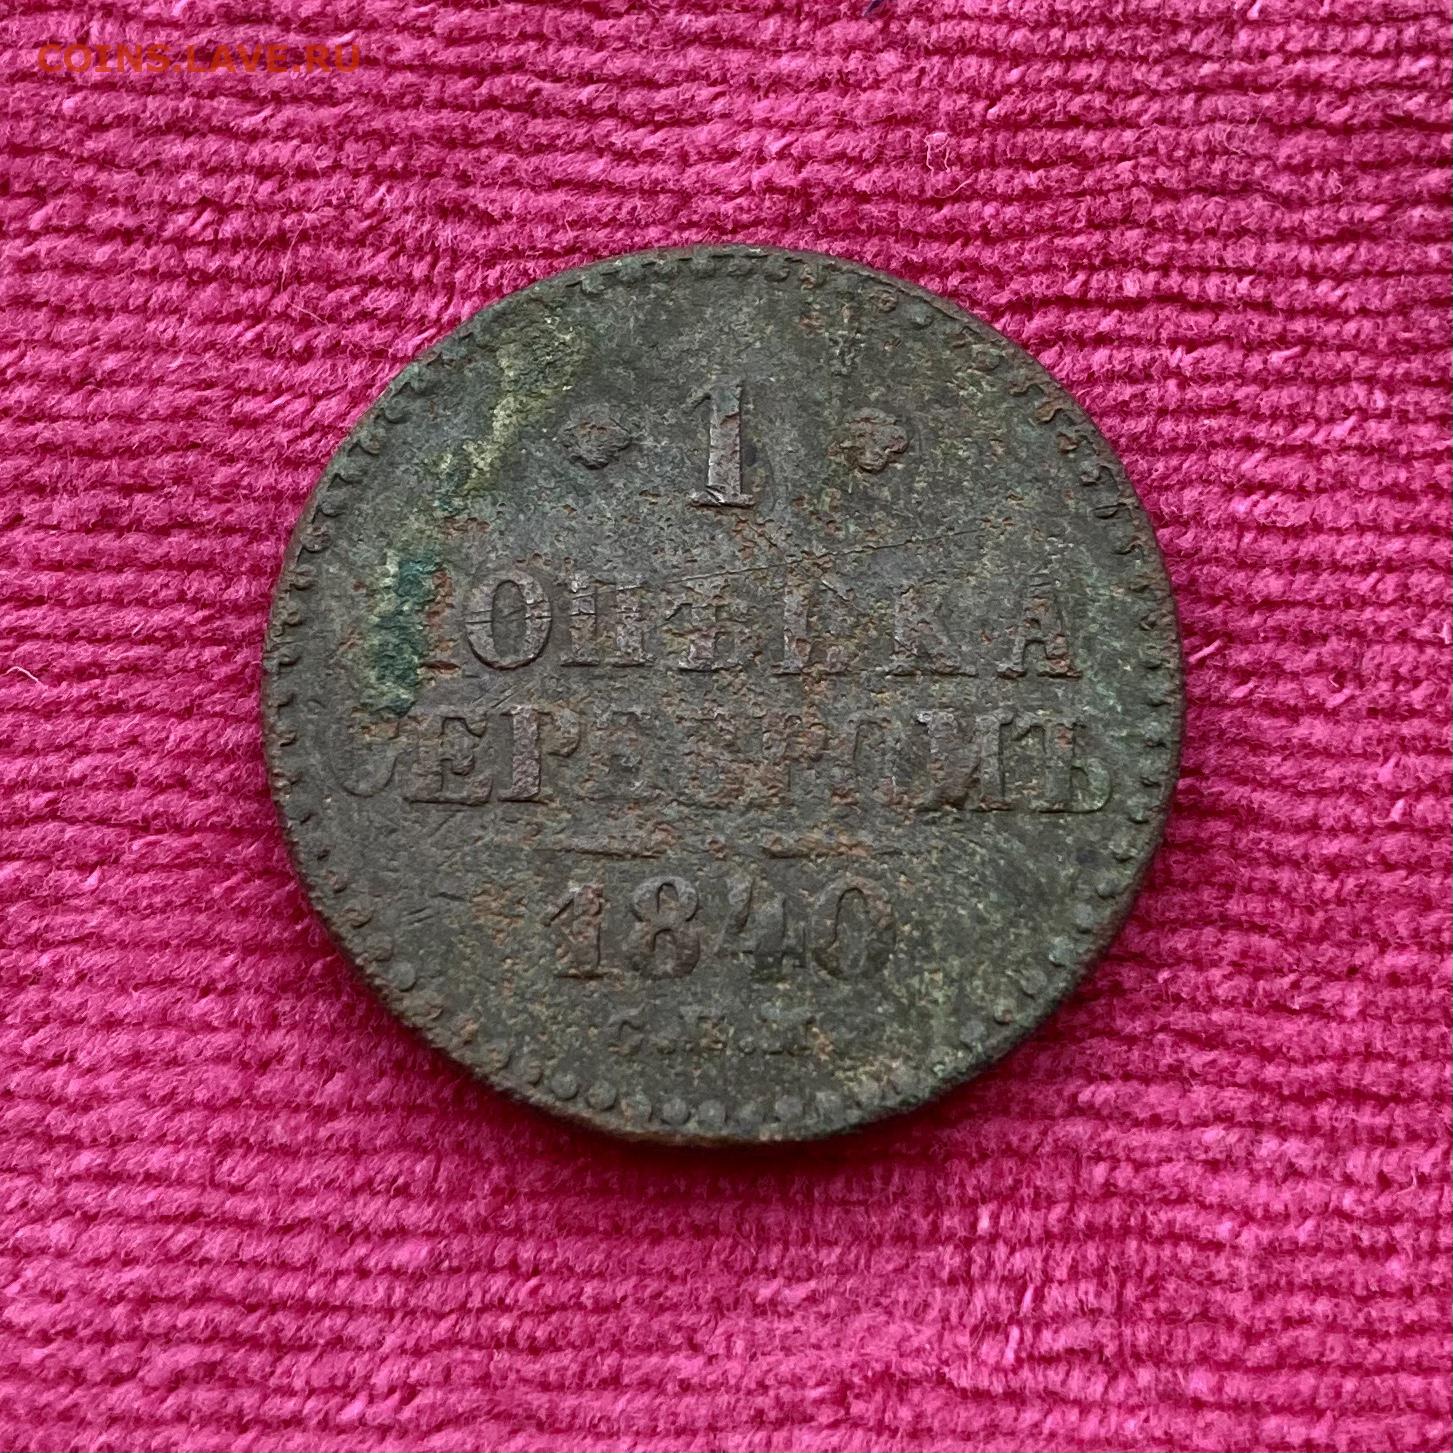 COINS.LAVE.RU
1
КОПѢЙКА
СЕРЕБРОМЪ
1840